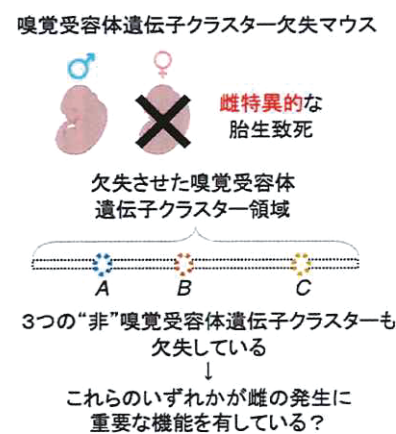 嗅覚受容体遺伝子クラスター欠失マウス
♂ ♀
雌特異的な
胎生致死
欠失させた嗅覚受容体
遺伝子クラスター領域
A B C
3つの“非”嗅覚受容体遺伝子クラスターも
欠失している
↓
これらのいずれかが雌の発生に
重要な機能を有している?